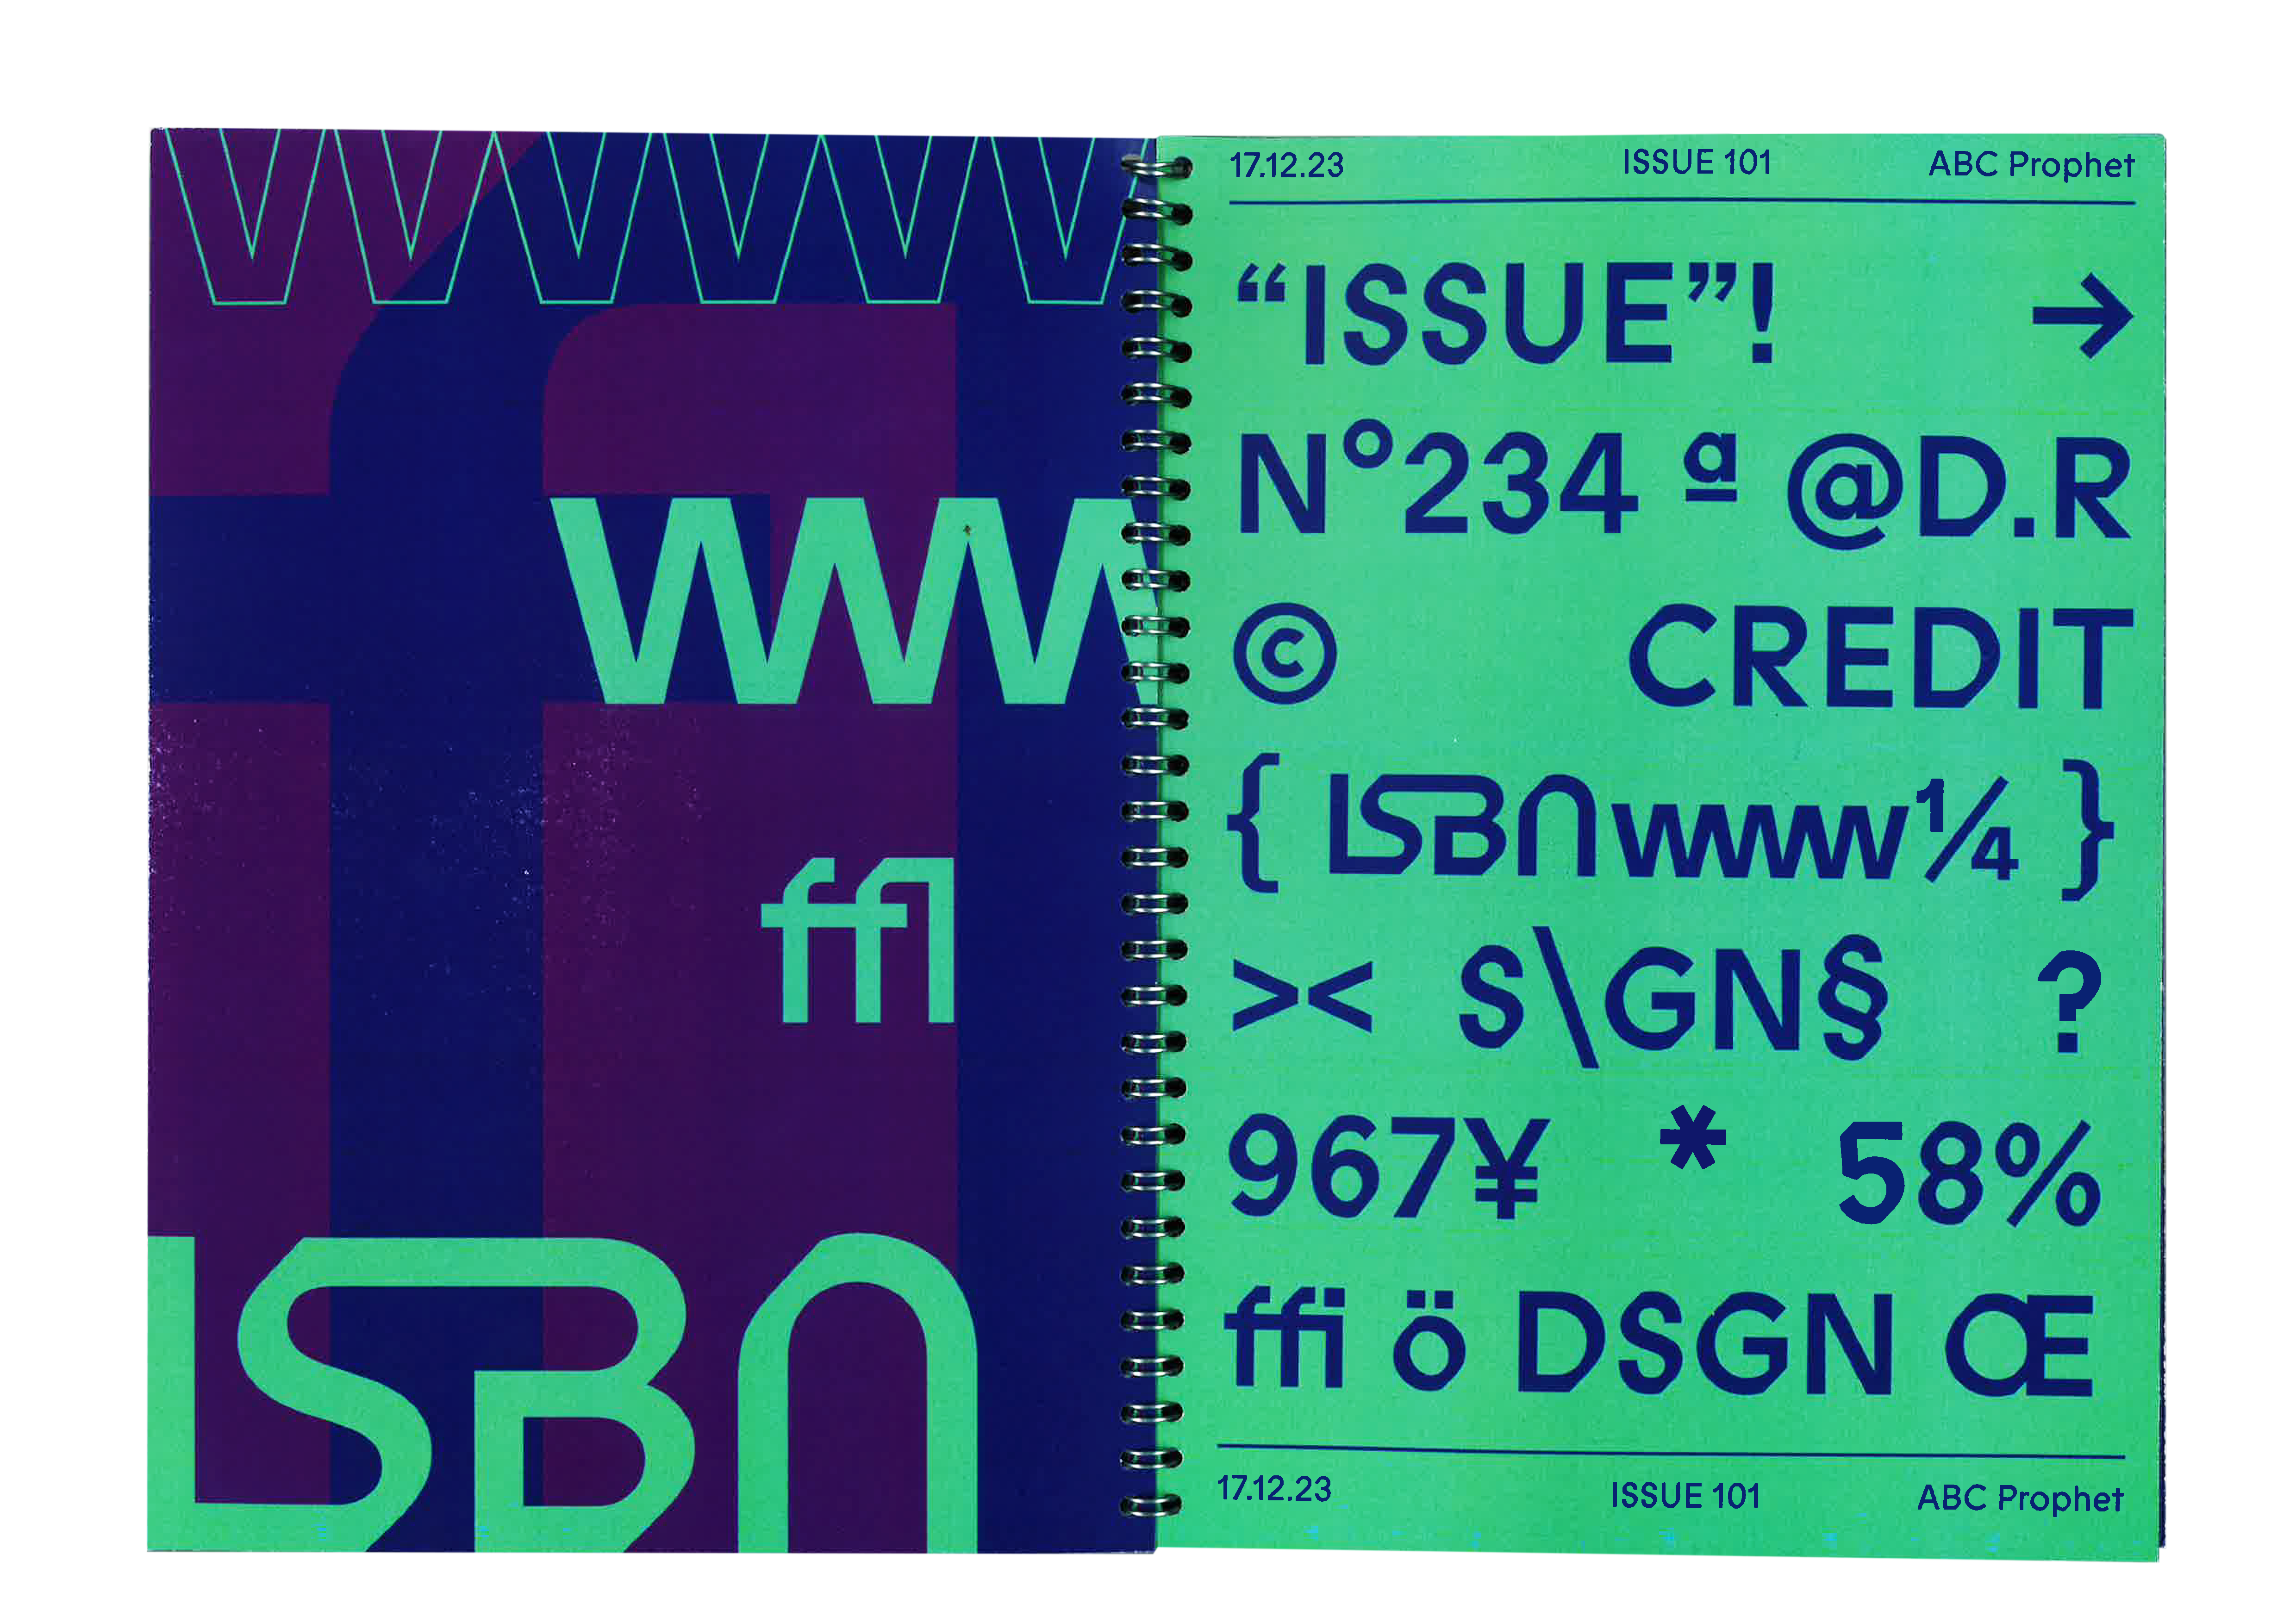 www
www
ffl
ISBN
17.12.23 ISSUE 101 ABC Prophet
“ISSUE”! →
N°234 ª @D.R
© CREDIT
{ ISBNwww¼ }
>< S\GN§ ?
967¥ * 58%
ffi ö DSGN Œ
17.12.23 ISSUE 101 ABC Prophet